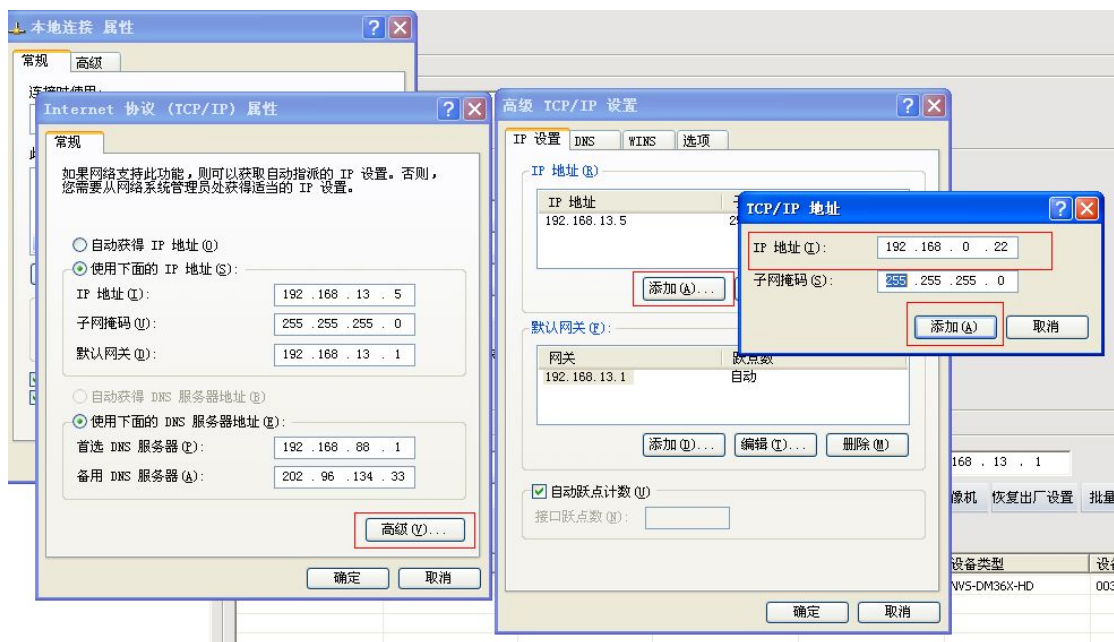 本地连接 属性
常规
高级
连接时使用:
Internet 协议 (TCP/IP) 属性
常规
如果网络支持此功能,则可以获取自动指派的 IP 设置。否则,
您需要从网络系统管理员处获得适当的 IP 设置。
自动获得 IP 地址(O)
使用下面的 IP 地址(S):
IP 地址(I):
192 .168 . 13 . 5
子网掩码(U):
255 .255 .255 . 0
默认网关(D):
192 .168 . 13 . 1
自动获得 DNS 服务器地址(B)
使用下面的 DNS 服务器地址(E):
首选 DNS 服务器(P):
192 .168 . 88 . 1
备用 DNS 服务器(A):
202 . 96 .134 . 33
高级(V)...
确定
取消
高级 TCP/IP 设置
IP 设置
DNS
WINS
选项
IP 地址(R)
IP 地址
192.168.13.5
添加(A)...
默认网关(F):
网关
跃点数
192.168.13.1
自动
添加(D)...
编辑(T)...
删除(M)
自动跃点计数(U)
接口跃点数(N):
确定
取消
TCP/IP 地址
IP 地址(I):
192 .168 . 0 . 22
子网掩码(S):
255 .255 .255 . 0
添加(A)
取消
168 . 13 . 1
像机
恢复出厂设置
批量
设备类型
设备
NVS-DM36X-HD
003